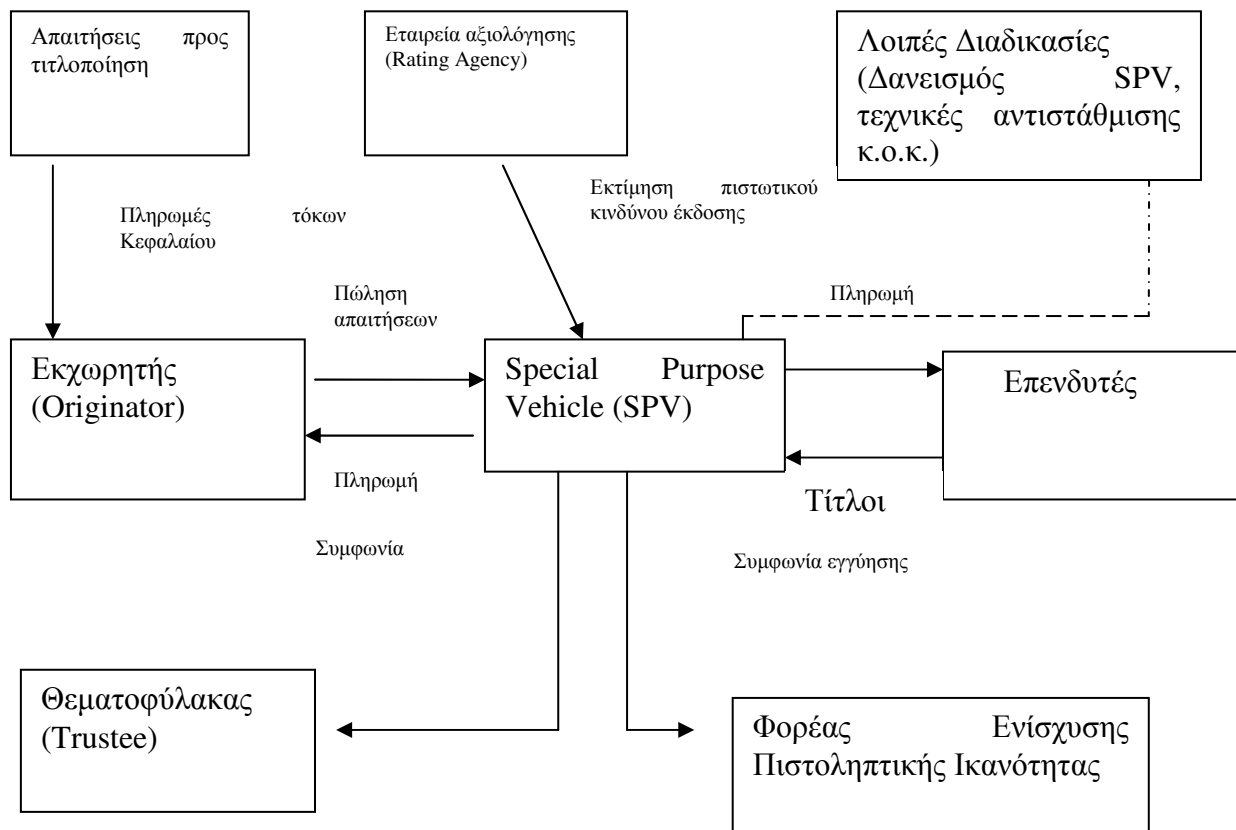 Απαιτήσεις προς
τιτλοποίηση
Εταιρεία αξιολόγησης
(Rating Agency)
Λοιπές Διαδικασίες
(Δανεισμός SPV,
τεχνικές αντιστάθμισης
κ.ο.κ.)
Πληρωμές τόκων
Κεφαλαίου
Εκτίμηση πιστωτικού
κινδύνου έκδοσης
Πώληση
απαιτήσεων
Πληρωμή
Εκχωρητής
(Originator)
Special Purpose
Vehicle (SPV)
Επενδυτές
Πληρωμή
Τίτλοι
Συμφωνία
Συμφωνία εγγύησης
Θεματοφύλακας
(Trustee)
Φορέας Ενίσχυσης
Πιστοληπτικής Ικανότητας